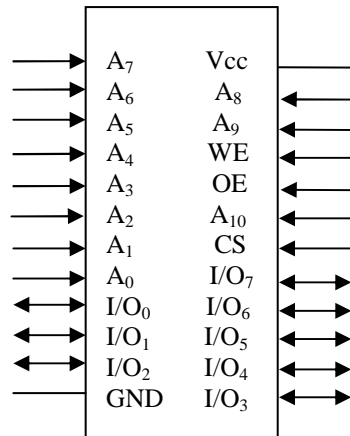 A₇ Vcc
A₆ A₈
A₅ A₉
A₄ WE
A₃ OE
A₂ A₁₀
A₁ CS
A₀ I/O₇
I/O₀ I/O₆
I/O₁ I/O₅
I/O₂ I/O₄
GND I/O₃